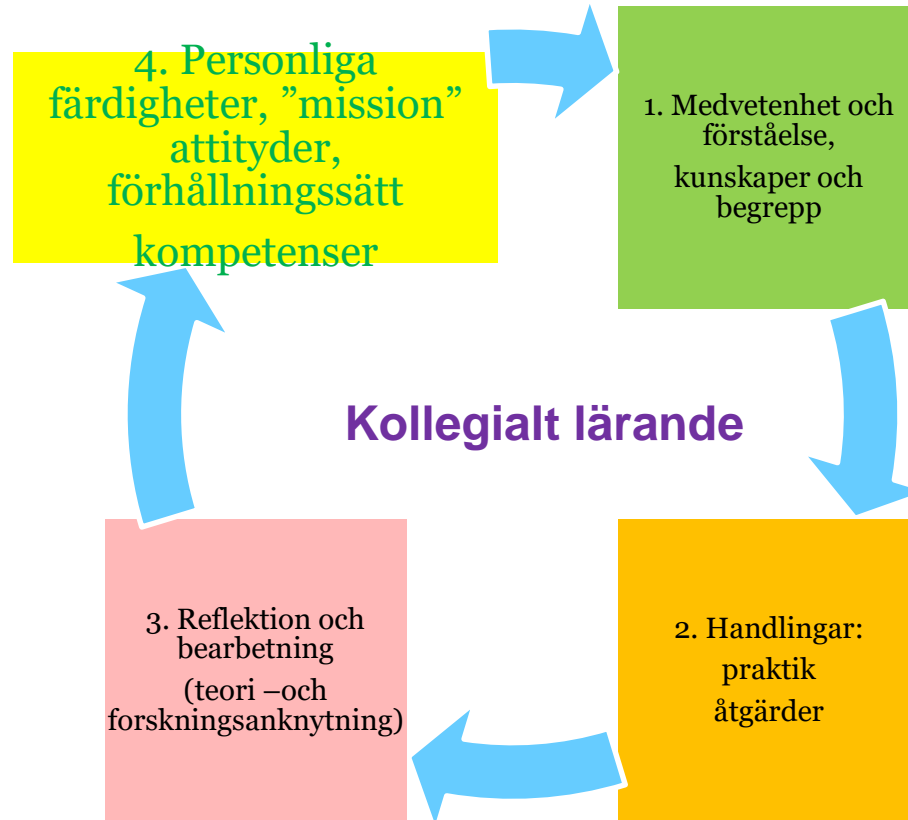 4. Personliga
färdigheter, ”mission”
attityder,
förhållningssätt
kompetenser
1. Medvetenhet och
förståelse,
kunskaper och
begrepp
Kollegialt lärande
3. Reflektion och
bearbetning
(teori –och
forskningsanknytning)
2. Handlingar:
praktik
åtgärder